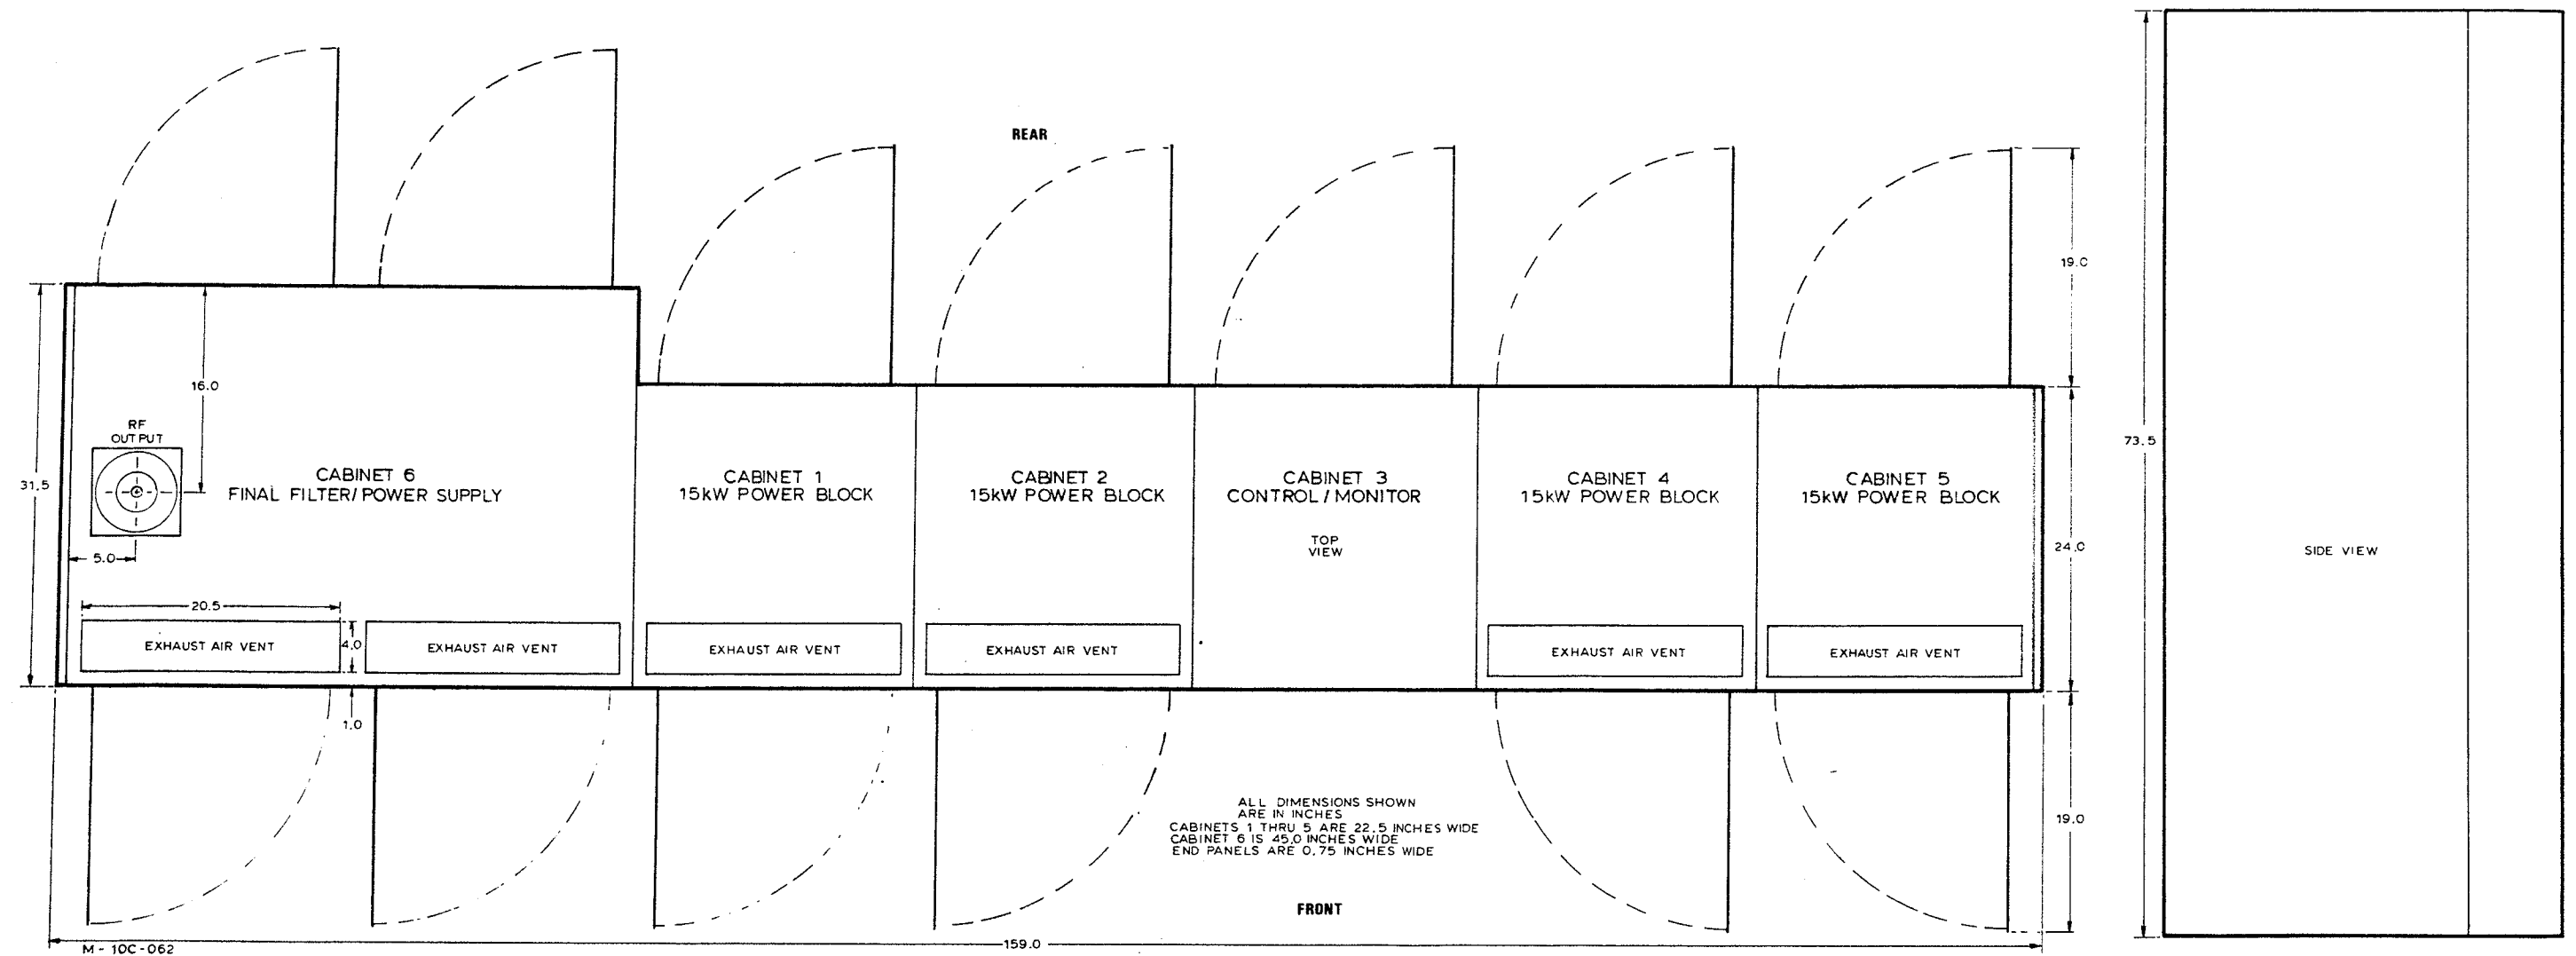 REAR
19.0
16.0
RF
OUTPUT
31.5
CABINET 6
FINAL FILTER/POWER SUPPLY
CABINET 1
15kW POWER BLOCK
CABINET 2
15kW POWER BLOCK
CABINET 3
CONTROL/MONITOR
CABINET 4
15kW POWER BLOCK
CABINET 5
15kW POWER BLOCK
73.5
TOP
VIEW
24.0
SIDE VIEW
5.0
20.5
4.0
EXHAUST AIR VENT
EXHAUST AIR VENT
EXHAUST AIR VENT
EXHAUST AIR VENT
EXHAUST AIR VENT
EXHAUST AIR VENT
1.0
ALL DIMENSIONS SHOWN
ARE IN INCHES
CABINETS 1 THRU 5 ARE 22.5 INCHES WIDE
CABINET 6 IS 45.0 INCHES WIDE
END PANELS ARE 0.75 INCHES WIDE
19.0
FRONT
159.0
M-10C-062